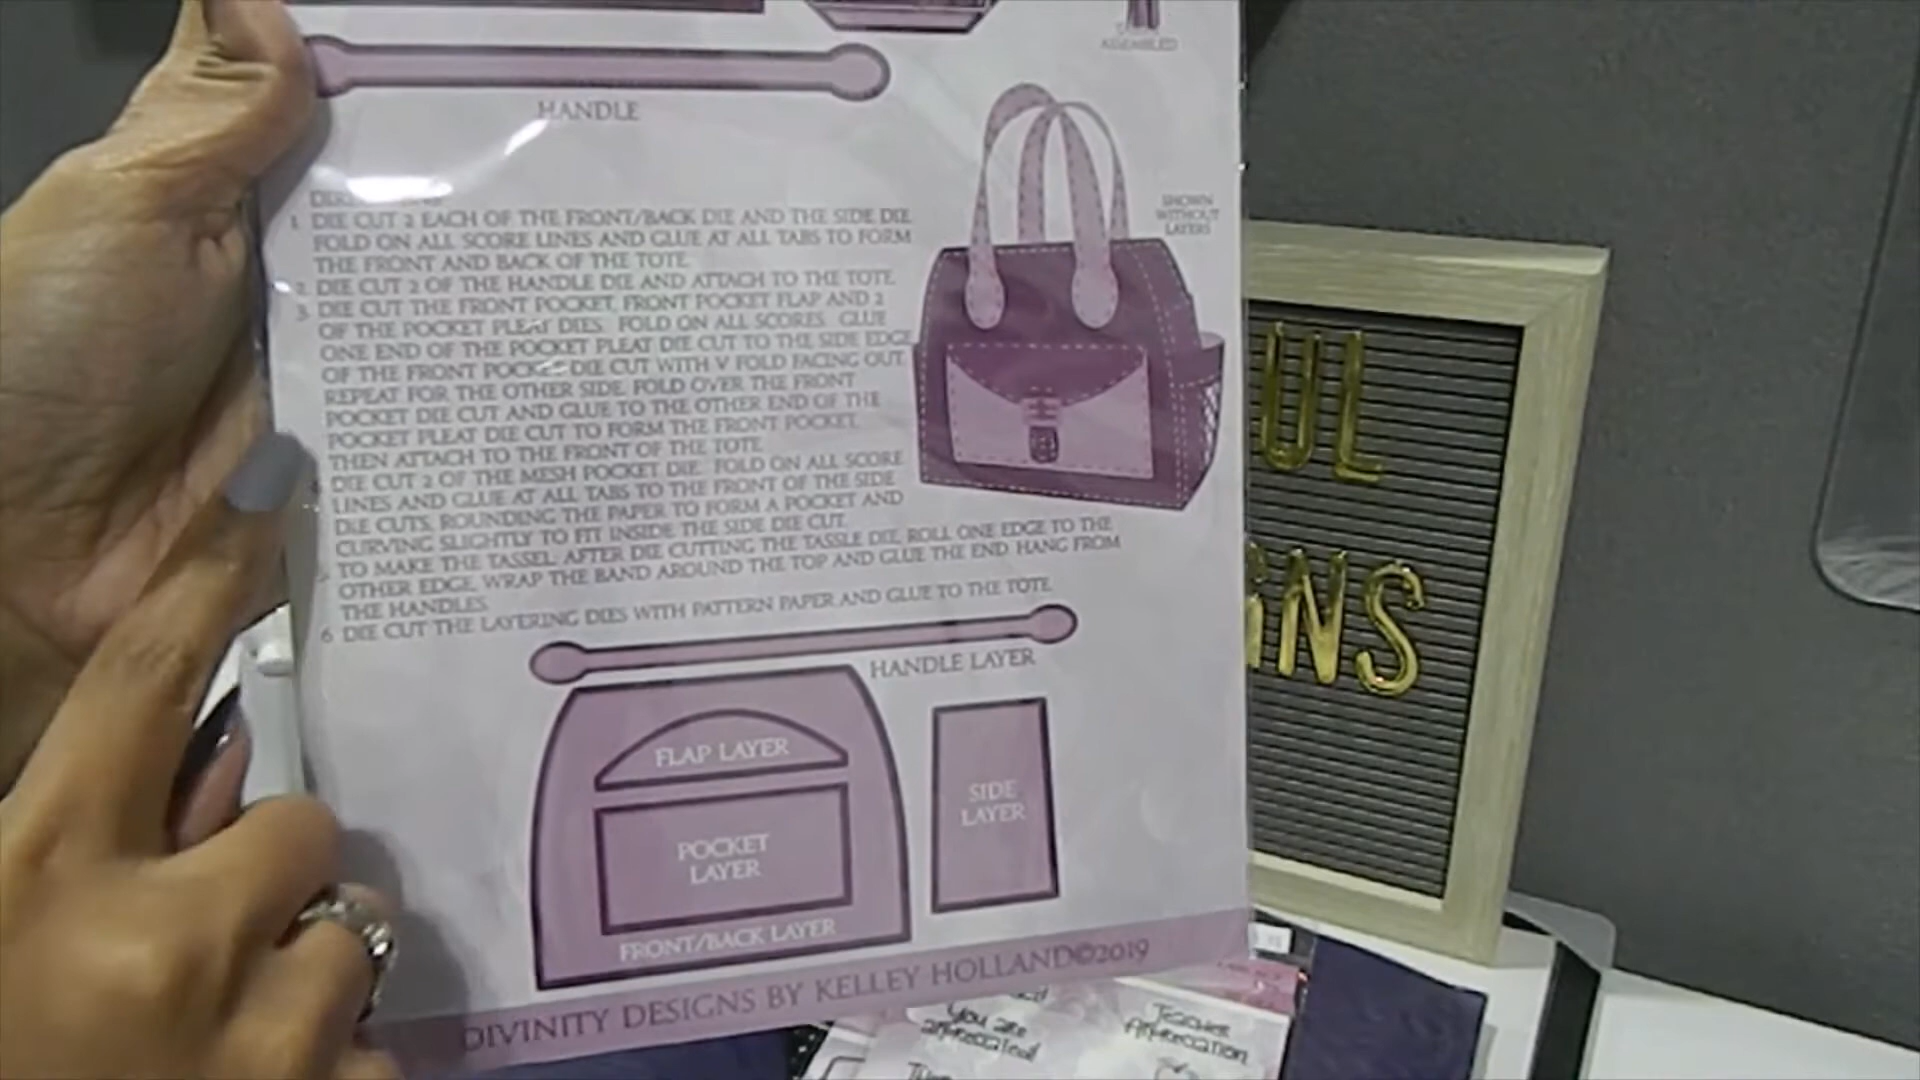 ASSEMBLED
HANDLE
1. DIE CUT 2 EACH OF THE FRONT/BACK DIE AND THE SIDE DIE.
FOLD ON ALL SCORE LINES AND GLUE AT ALL TABS TO FORM
THE FRONT AND BACK OF THE TOTE.
2. DIE CUT 2 OF THE HANDLE DIE AND ATTACH TO THE TOTE.
3. DIE CUT THE FRONT POCKET, FRONT POCKET FLAP AND 2
OF THE POCKET PLEAT DIES. FOLD ON ALL SCORES. GLUE
ONE END OF THE POCKET PLEAT DIE CUT TO THE SIDE EDGE
OF THE FRONT POCKET DIE CUT WITH V FOLD FACING OUT.
REPEAT FOR THE OTHER SIDE. FOLD OVER THE FRONT
POCKET DIE CUT AND GLUE TO THE OTHER END OF THE
POCKET PLEAT DIE CUT TO FORM THE FRONT POCKET,
THEN ATTACH TO THE FRONT OF THE TOTE.
DIE CUT 2 OF THE MESH POCKET DIE. FOLD ON ALL SCORE
LINES AND GLUE AT ALL TABS TO THE FRONT OF THE SIDE
DIE CUTS, ROUNDING THE PAPER TO FORM A POCKET AND
CURVING SLIGHTLY TO FIT INSIDE THE SIDE DIE CUT.
TO MAKE THE TASSEL, AFTER DIE CUTTING THE TASSLE DIE, ROLL ONE EDGE TO THE
OTHER EDGE, WRAP THE BAND AROUND THE TOP AND GLUE THE END. HANG FROM
THE HANDLES.
6. DIE CUT THE LAYERING DIES WITH PATTERN PAPER AND GLUE TO THE TOTE.
SHOWN
WITHOUT
LAYERS
HANDLE LAYER
FLAP LAYER
POCKET
LAYER
FRONT/BACK LAYER
SIDE
LAYER
DIVINITY DESIGNS BY KELLEY HOLLAND©2019
UL
GNS
You are
appreciated!
Teacher
Appreciation